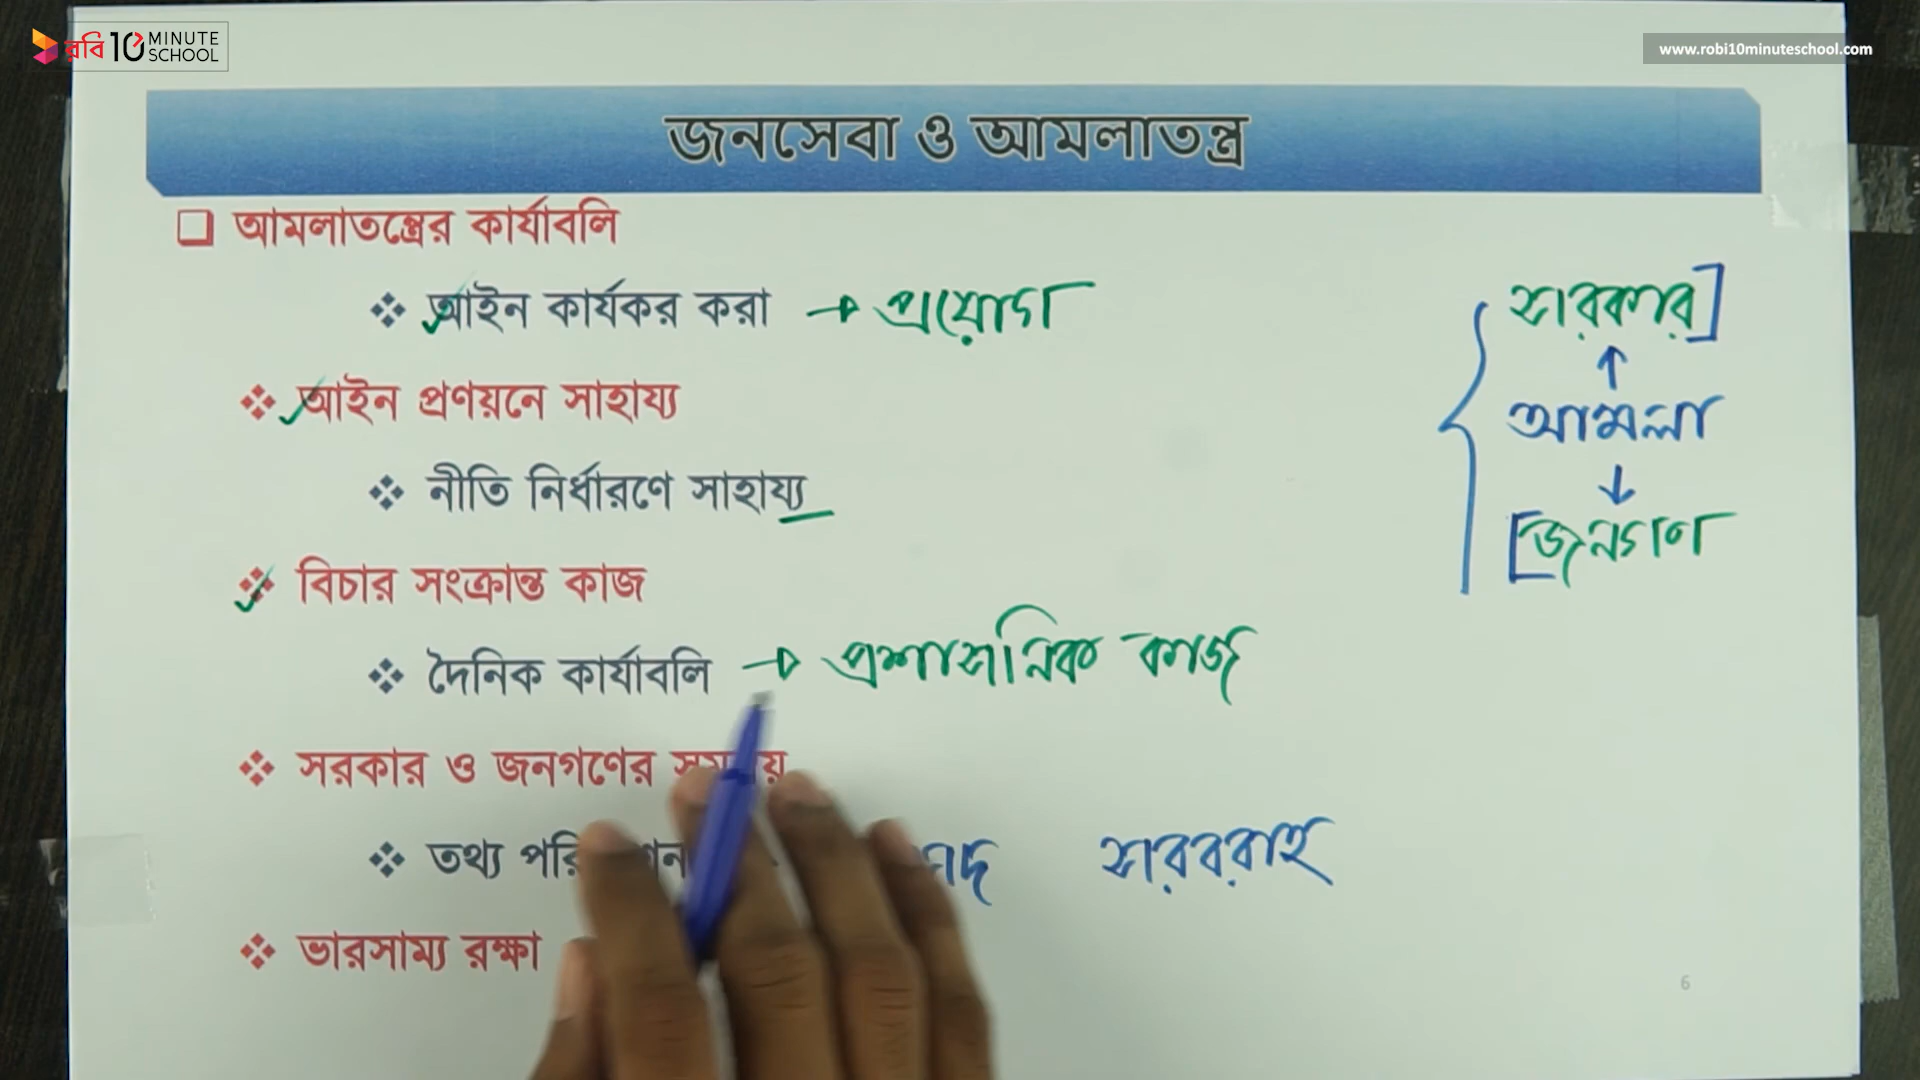 রবি 10 MINUTE SCHOOL
www.robi10minuteschool.com
জনসেবা ও আমলাতন্ত্র
আমলাতন্ত্রের কার্যাবলি
আইন কার্যকর করা → প্রয়োগ
আইন প্রণয়নে সাহায্য
নীতি নির্ধারণে সাহায্য
বিচার সংক্রান্ত কাজ
দৈনিক কার্যাবলি → প্রশাসনিক কাজ
সরকার ও জনগণের
তথ্য সরবরাহ
ভারসাম্য রক্ষা
সরকার]
↑
আমলা
↓
[জনগণ
6